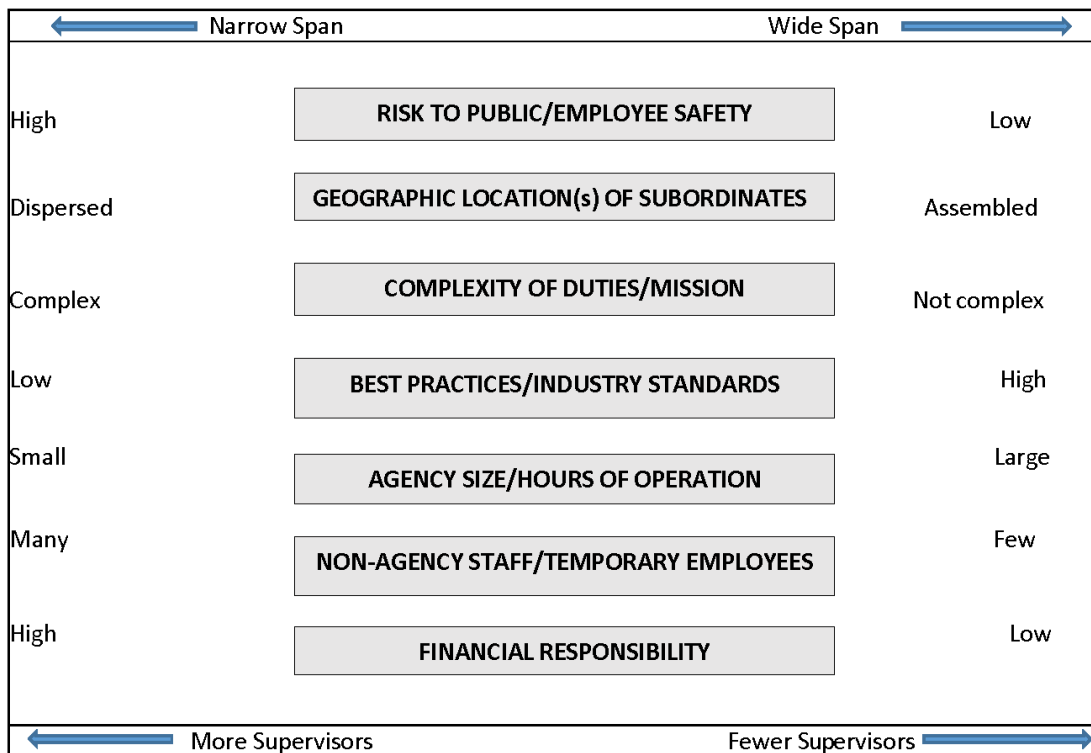 Narrow Span Wide Span
High RISK TO PUBLIC/EMPLOYEE SAFETY Low
Dispersed GEOGRAPHIC LOCATION(s) OF SUBORDINATES Assembled
Complex COMPLEXITY OF DUTIES/MISSION Not complex
Low BEST PRACTICES/INDUSTRY STANDARDS High
Small AGENCY SIZE/HOURS OF OPERATION Large
Many NON-AGENCY STAFF/TEMPORARY EMPLOYEES Few
High FINANCIAL RESPONSIBILITY Low
More Supervisors Fewer Supervisors